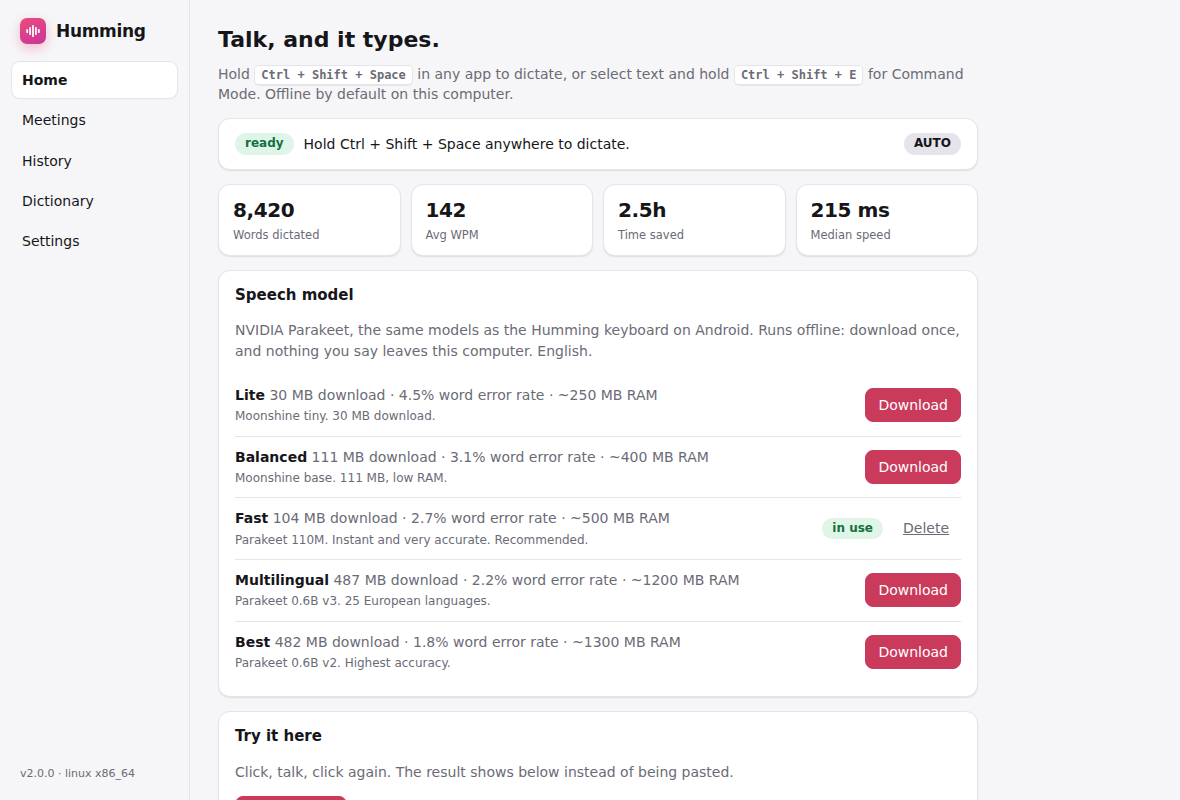 Humming
Home
Meetings
History
Dictionary
Settings
v2.0.0 · linux x86_64
Talk, and it types.
Hold Ctrl + Shift + Space in any app to dictate, or select text and hold Ctrl + Shift + E for Command
Mode. Offline by default on this computer.
ready Hold Ctrl + Shift + Space anywhere to dictate. AUTO
8,420 142 2.5h 215 ms
Words dictated Avg WPM Time saved Median speed
Speech model
NVIDIA Parakeet, the same models as the Humming keyboard on Android. Runs offline: download once,
and nothing you say leaves this computer. English.
Lite 30 MB download · 4.5% word error rate · ~250 MB RAM
Moonshine tiny. 30 MB download.
Download
Balanced 111 MB download · 3.1% word error rate · ~400 MB RAM
Moonshine base. 111 MB, low RAM.
Download
Fast 104 MB download · 2.7% word error rate · ~500 MB RAM
Parakeet 110M. Instant and very accurate. Recommended.
in use Delete
Multilingual 487 MB download · 2.2% word error rate · ~1200 MB RAM
Parakeet 0.6B v3. 25 European languages.
Download
Best 482 MB download · 1.8% word error rate · ~1300 MB RAM
Parakeet 0.6B v2. Highest accuracy.
Download
Try it here
Click, talk, click again. The result shows below instead of being pasted.